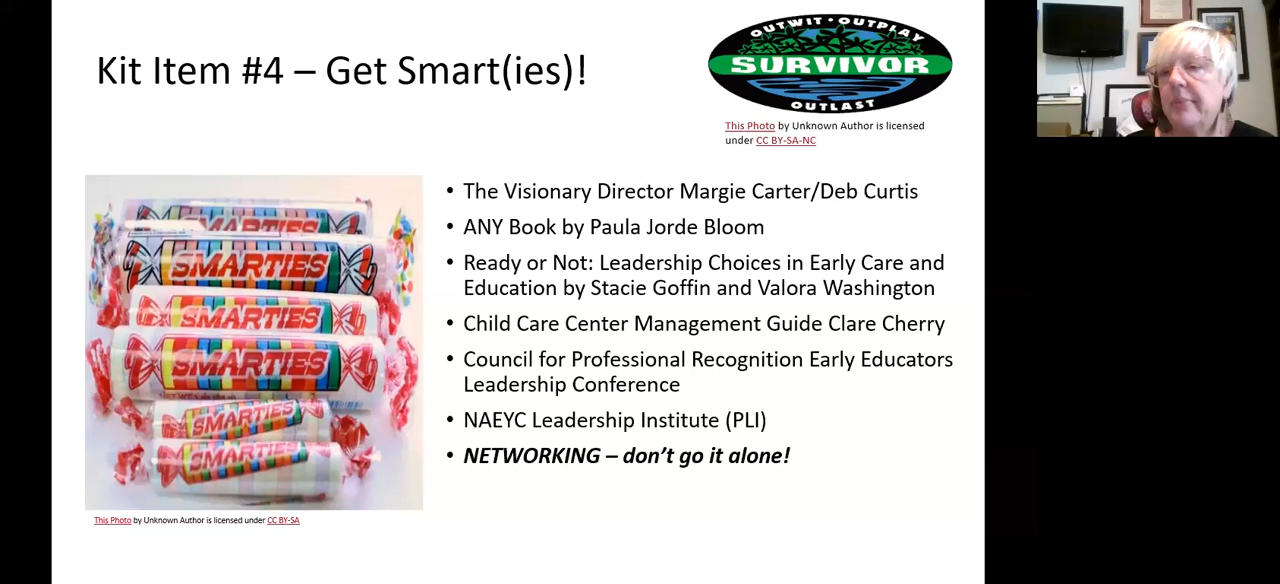 Kit Item #4 – Get Smart(ies)!
OUTWIT · OUTPLAY
SURVIVOR
OUTLAST
This Photo by Unknown Author is licensed
under CC BY-SA-NC
• The Visionary Director Margie Carter/Deb Curtis
• ANY Book by Paula Jorde Bloom
• Ready or Not: Leadership Choices in Early Care and
Education by Stacie Goffin and Valora Washington
• Child Care Center Management Guide Clare Cherry
• Council for Professional Recognition Early Educators
Leadership Conference
• NAEYC Leadership Institute (PLI)
• NETWORKING – don’t go it alone!
SMARTIES
SMARTIES
SMARTIES
SMARTIES
SMARTIES
SMARTIES
This Photo by Unknown Author is licensed under CC BY-SA